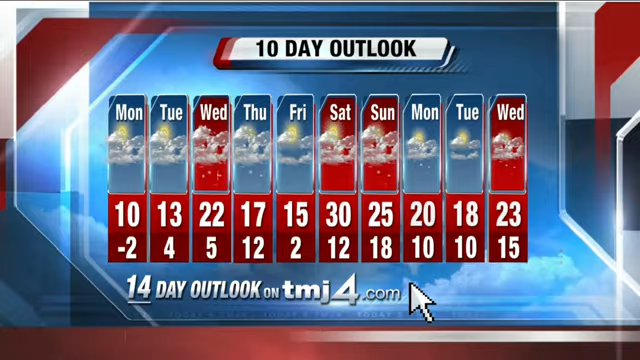 10 DAY OUTLOOK
Mon Tue Wed Thu Fri Sat Sun Mon Tue Wed
10 13 22 17 15 30 25 20 18 23
-2 4 5 12 2 12 18 10 10 15
14 DAY OUTLOOK ON tmj4.com